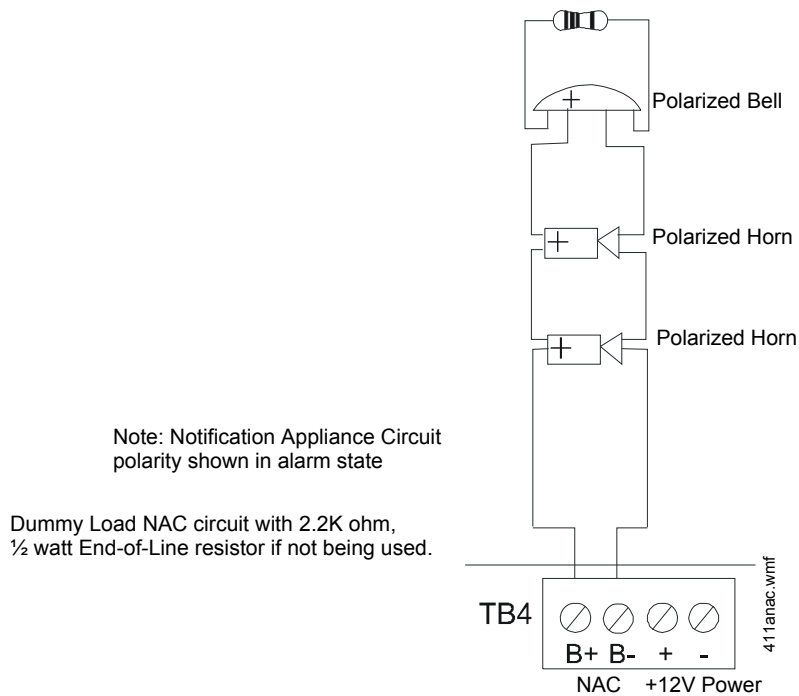 +
Polarized Bell
+
Polarized Horn
+
Polarized Horn
Note: Notification Appliance Circuit
polarity shown in alarm state
Dummy Load NAC circuit with 2.2K ohm,
½ watt End-of-Line resistor if not being used.
411anac.wmf
TB4
B+ B- + -
NAC +12V Power